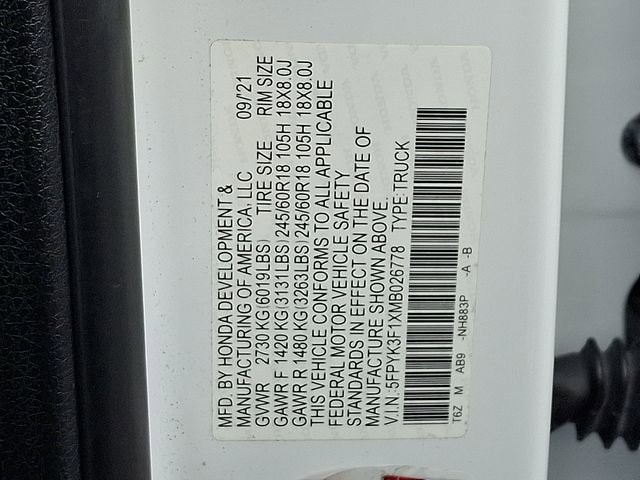 MFD. BY HONDA DEVELOPMENT &
MANUFACTURING OF AMERICA, LLC 09/'21
GVWR 2730 KG(6019LBS) TIRE SIZE RIM SIZE
GAWR F 1420 KG(3131LBS)245/60R18 105H 18X8.0J
GAWR R 1480 KG(3263LBS)245/60R18 105H 18X8.0J
THIS VEHICLE CONFORMS TO ALL APPLICABLE
FEDERAL MOTOR VEHICLE SAFETY
STANDARDS IN EFFECT ON THE DATE OF
MANUFACTURE SHOWN ABOVE.
V.I.N.:5FPYK3F1XMB026778 TYPE:TRUCK
T6Z M AB9 -NH883P -A -B